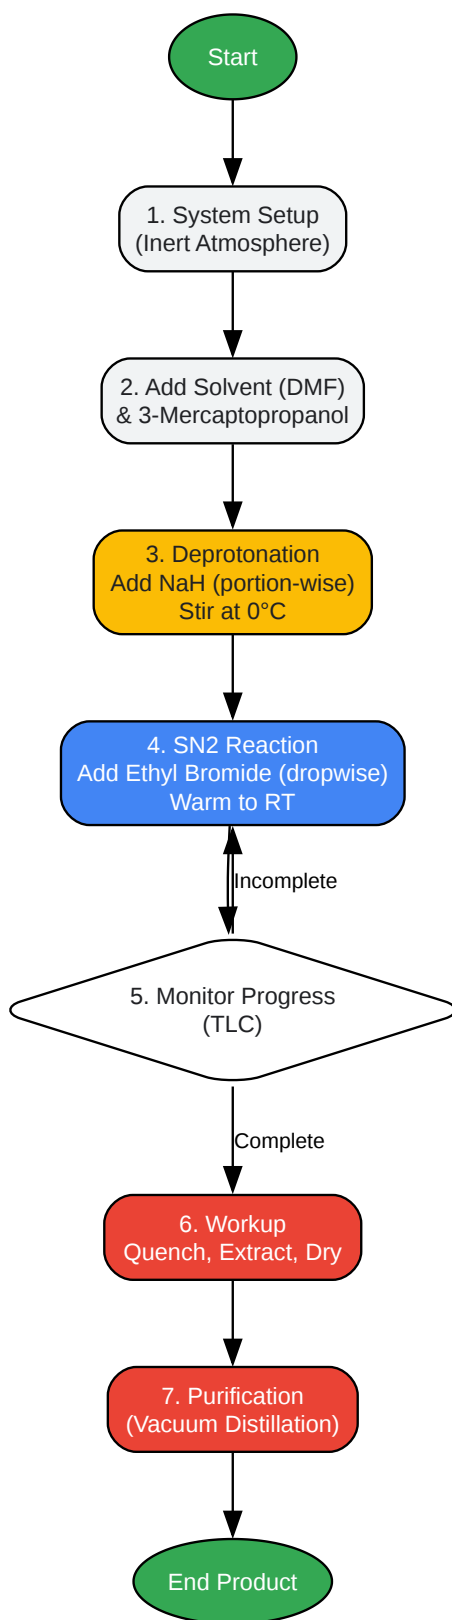 Start
1. System Setup
(Inert Atmosphere)
2. Add Solvent (DMF)
& 3-Mercaptopropanol
3. Deprotonation
Add NaH (portion-wise)
Stir at 0°C
4. SN2 Reaction
Add Ethyl Bromide (dropwise)
Warm to RT
Incomplete
5. Monitor Progress
(TLC)
Complete
6. Workup
Quench, Extract, Dry
7. Purification
(Vacuum Distillation)
End Product